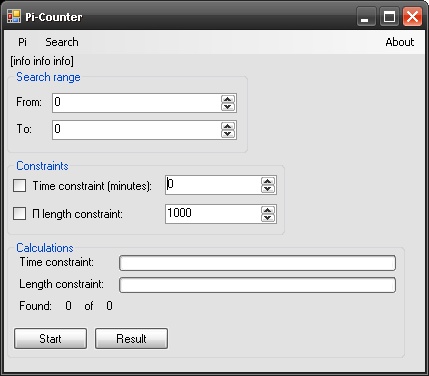 Pi-Counter
Pi Search About
[info info info]
Search range
From: 0
To: 0
Constraints
Time constraint (minutes): 0
Π length constraint: 1000
Calculations
Time constraint:
Length constraint:
Found: 0 of 0
Start Result